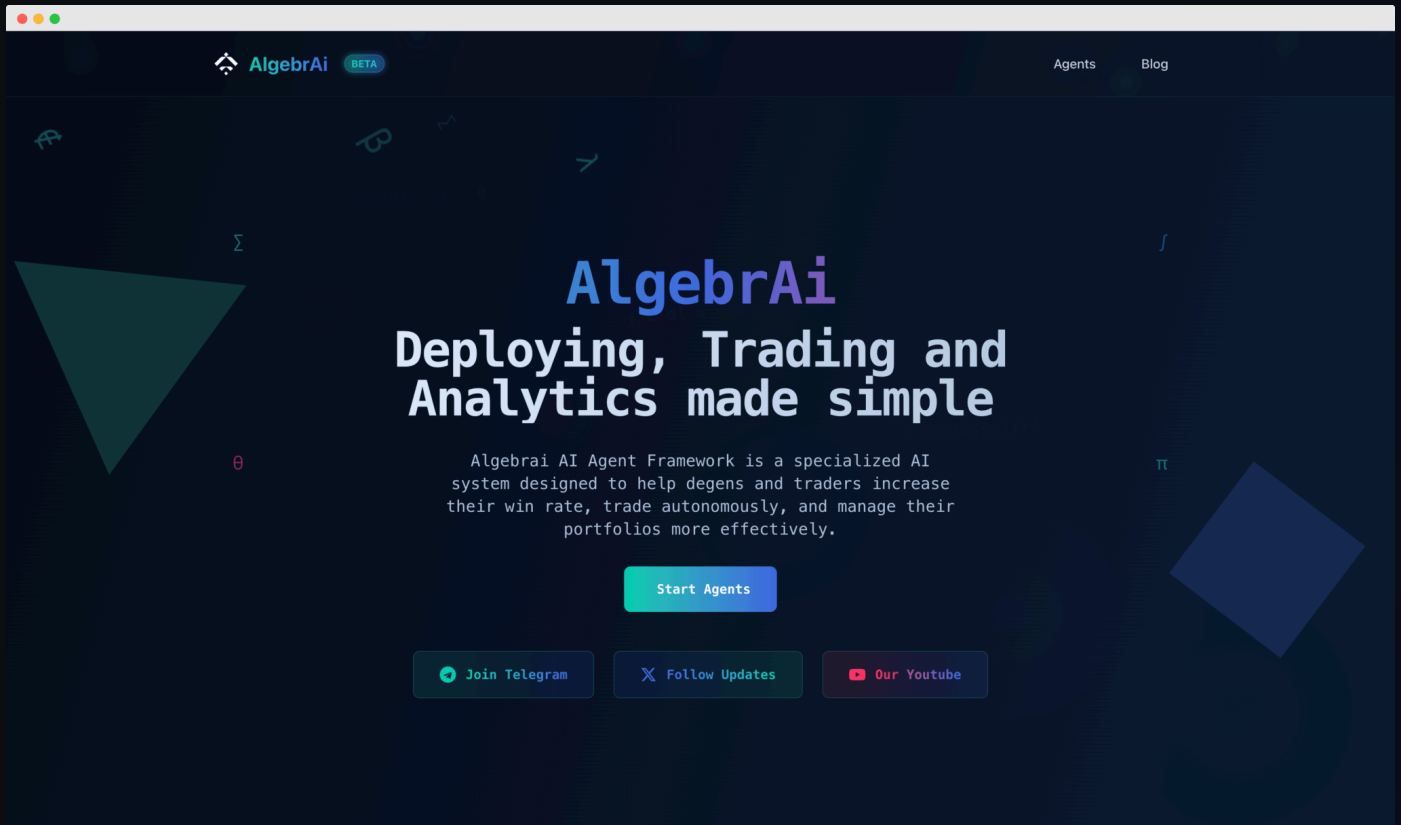 AlgebrAi BETA Agents Blog
β
λ
Σ ∫
AlgebrAi
Deploying, Trading and
Analytics made simple
θ π
Algebrai AI Agent Framework is a specialized AI
system designed to help degens and traders increase
their win rate, trade autonomously, and manage their
portfolios more effectively.
Start Agents
Join Telegram Follow Updates Our Youtube